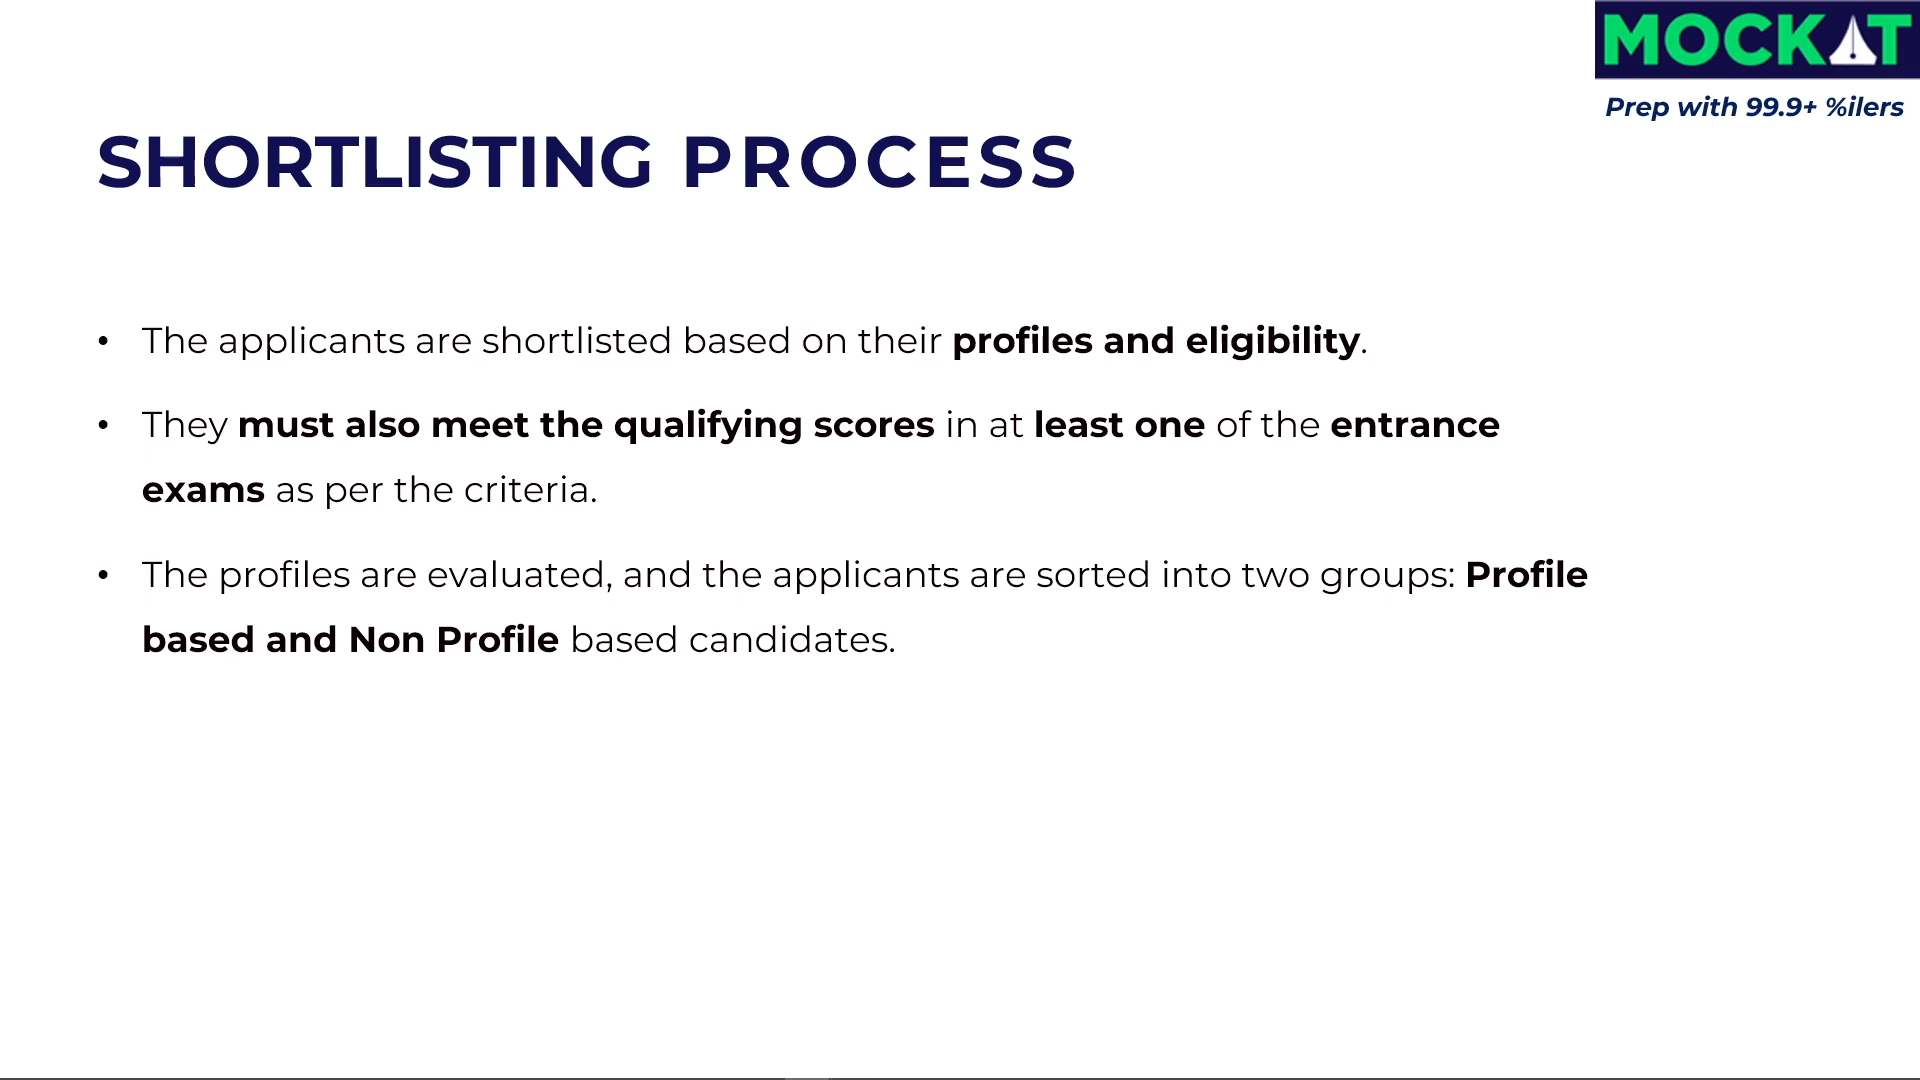 MOCKAT
Prep with 99.9+ %ilers
SHORTLISTING PROCESS
• The applicants are shortlisted based on their profiles and eligibility.
• They must also meet the qualifying scores in at least one of the entrance
exams as per the criteria.
• The profiles are evaluated, and the applicants are sorted into two groups: Profile
based and Non Profile based candidates.